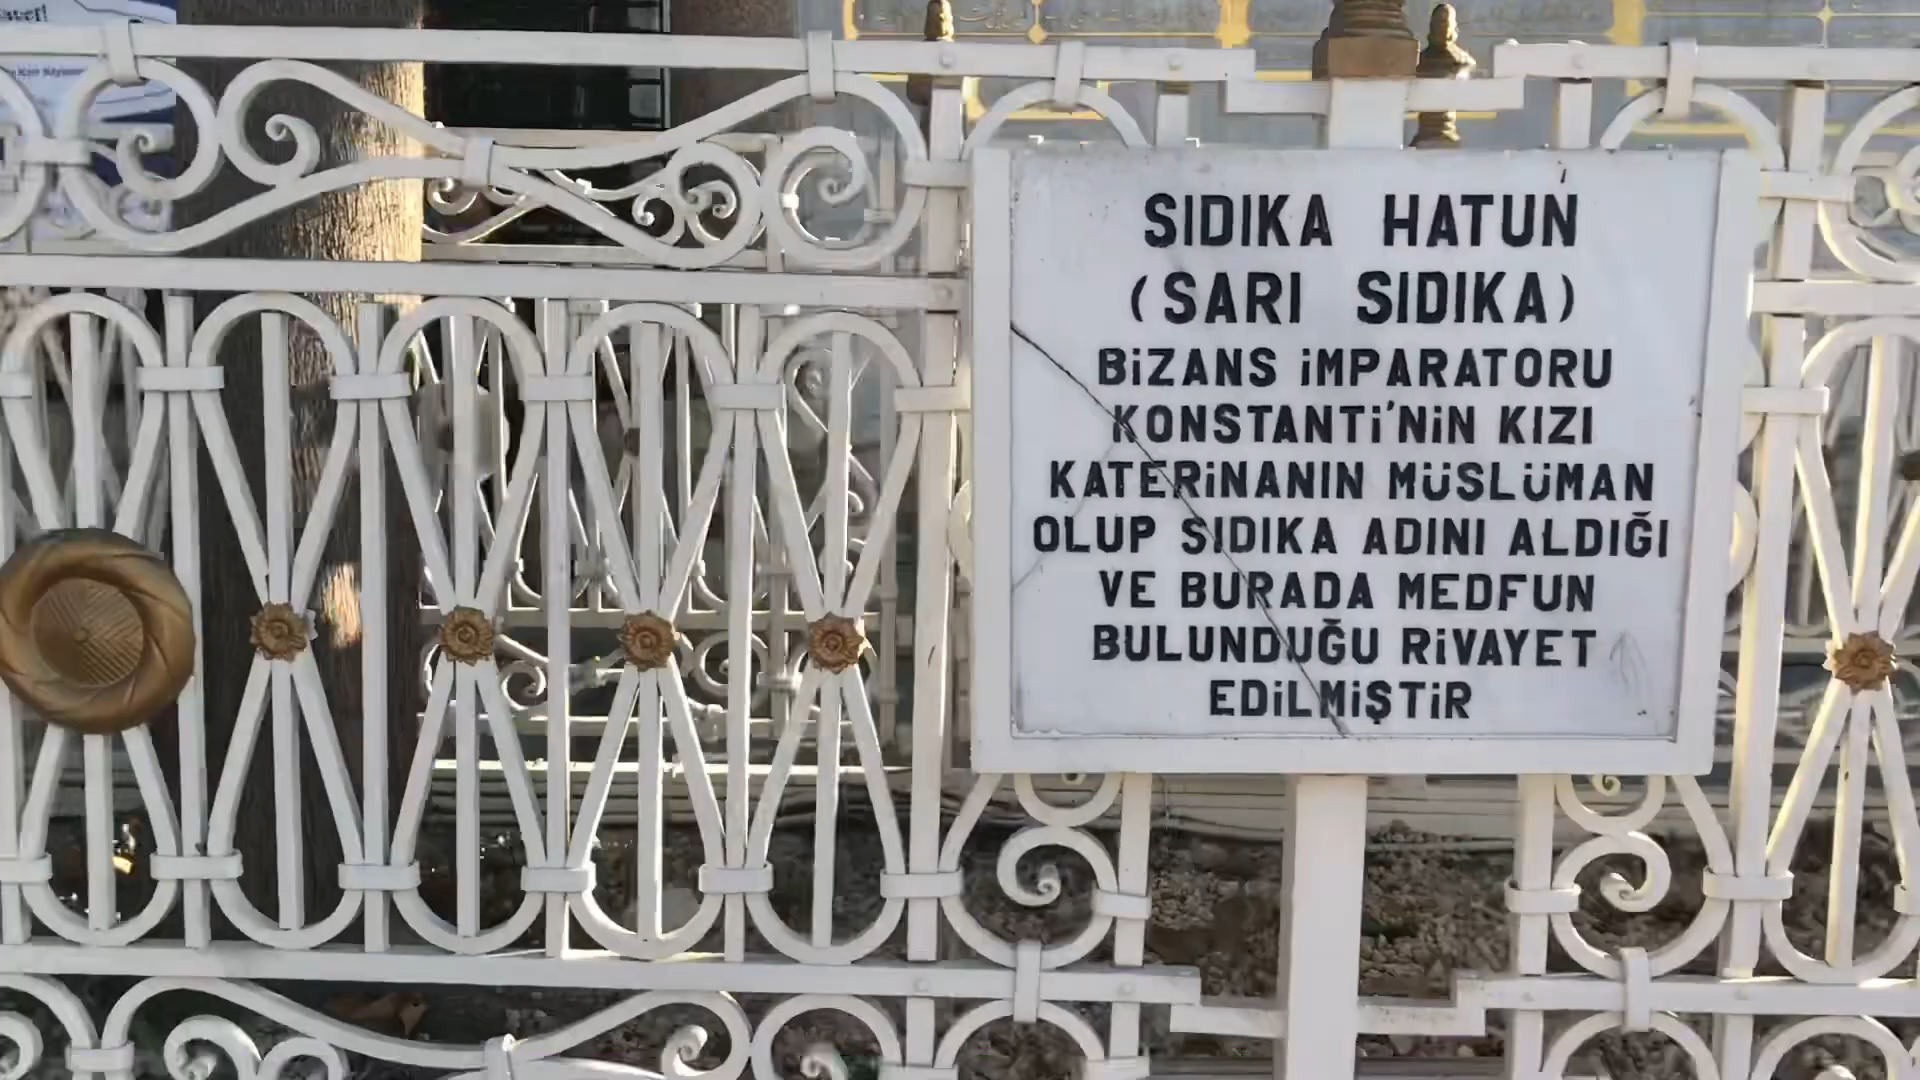 SIDIKA HATUN
(SARI SIDIKA)
BİZANS İMPARATORU
KONSTANTİ'NİN KIZI
KATERİNANIN MÜSLÜMAN
OLUP SIDIKA ADINI ALDIĞI
VE BURADA MEDFUN
BULUNDUĞU RİVAYET
EDİLMİŞTİR